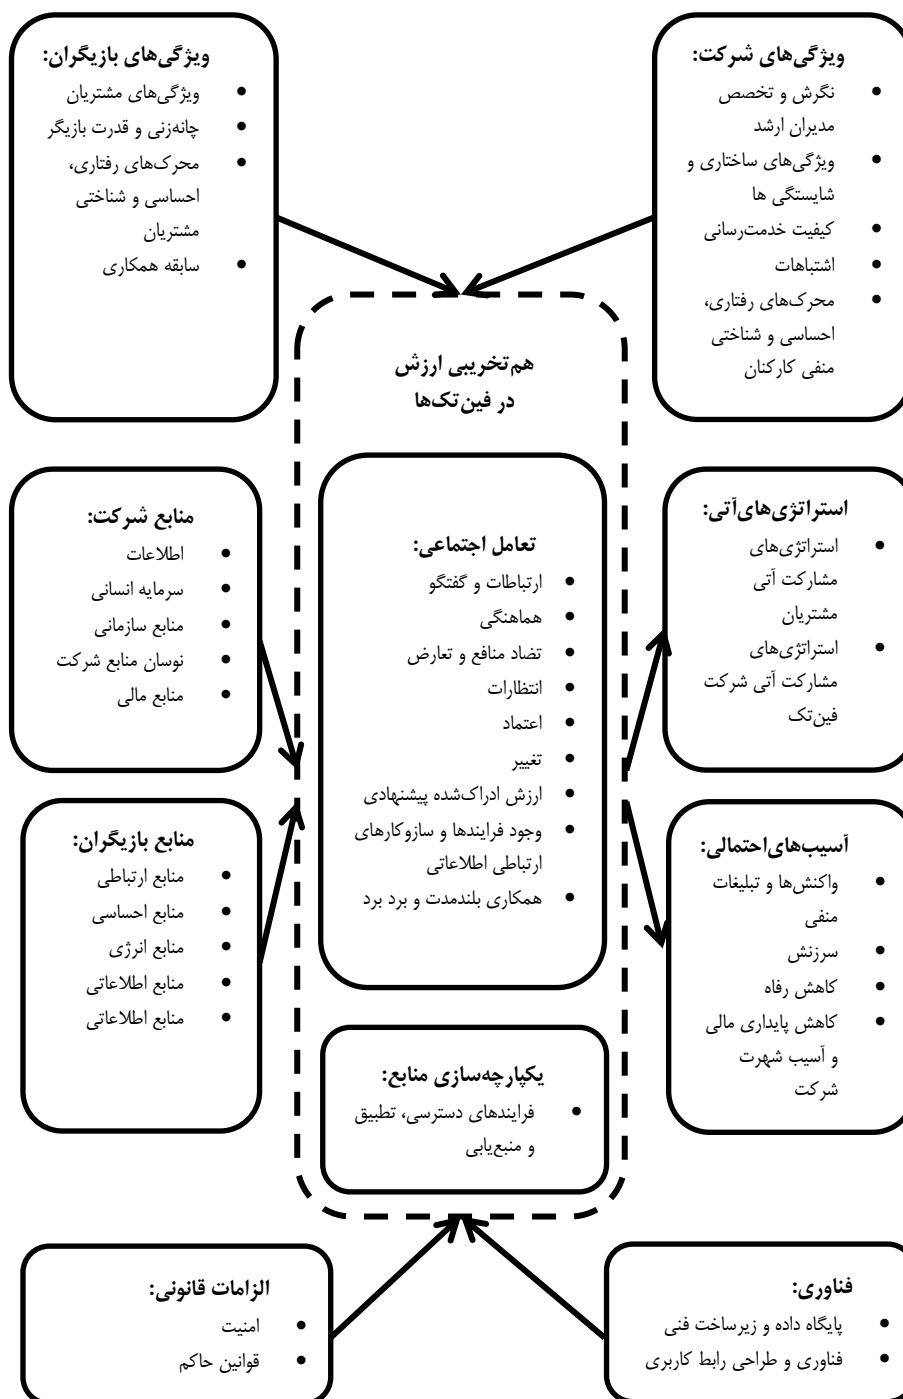 ویژگی‌های شرکت:
نگرش و تخصص
مدیران ارشد
ویژگی‌های ساختاری و
شایستگی ها
کیفیت خدمت‌رسانی
اشتباهات
محرک‌های رفتاری،
احساسی و شناختی
منفی کارکنان
ویژگی‌های بازیگران:
ویژگی‌های مشتریان
چانه‌زنی و قدرت بازیگر
محرک‌های رفتاری،
احساسی و شناختی
مشتریان
سابقه همکاری
هم‌تخریبی ارزش
در فین‌تک‌ها
تعامل اجتماعی:
ارتباطات و گفتگو
هماهنگی
تضاد منافع و تعارض
انتظارات
اعتماد
تغییر
ارزش ادراک‌شده پیشنهادی
وجود فرایندها و سازوکارهای
ارتباطی اطلاعاتی
همکاری بلندمدت و برد برد
یکپارچه‌سازی منابع:
فرایندهای دسترسی، تطبیق
و منبع‌یابی
استراتژی‌های‌آتی:
استراتژی‌های
مشارکت آتی
مشتریان
استراتژی‌های
مشارکت آتی شرکت
فین‌تک
منابع شرکت:
اطلاعات
سرمایه انسانی
منابع سازمانی
نوسان منابع شرکت
منابع مالی
آسیب‌های‌احتمالی:
واکنش‌ها و تبلیغات
منفی
سرزنش
کاهش رفاه
کاهش پایداری مالی
و آسیب شهرت
شرکت
منابع بازیگران:
منابع ارتباطی
منابع احساسی
منابع انرژی
منابع اطلاعاتی
منابع اطلاعاتی
فناوری:
پایگاه داده و زیرساخت فنی
فناوری و طراحی رابط کاربری
الزامات قانونی:
امنیت
قوانین حاکم